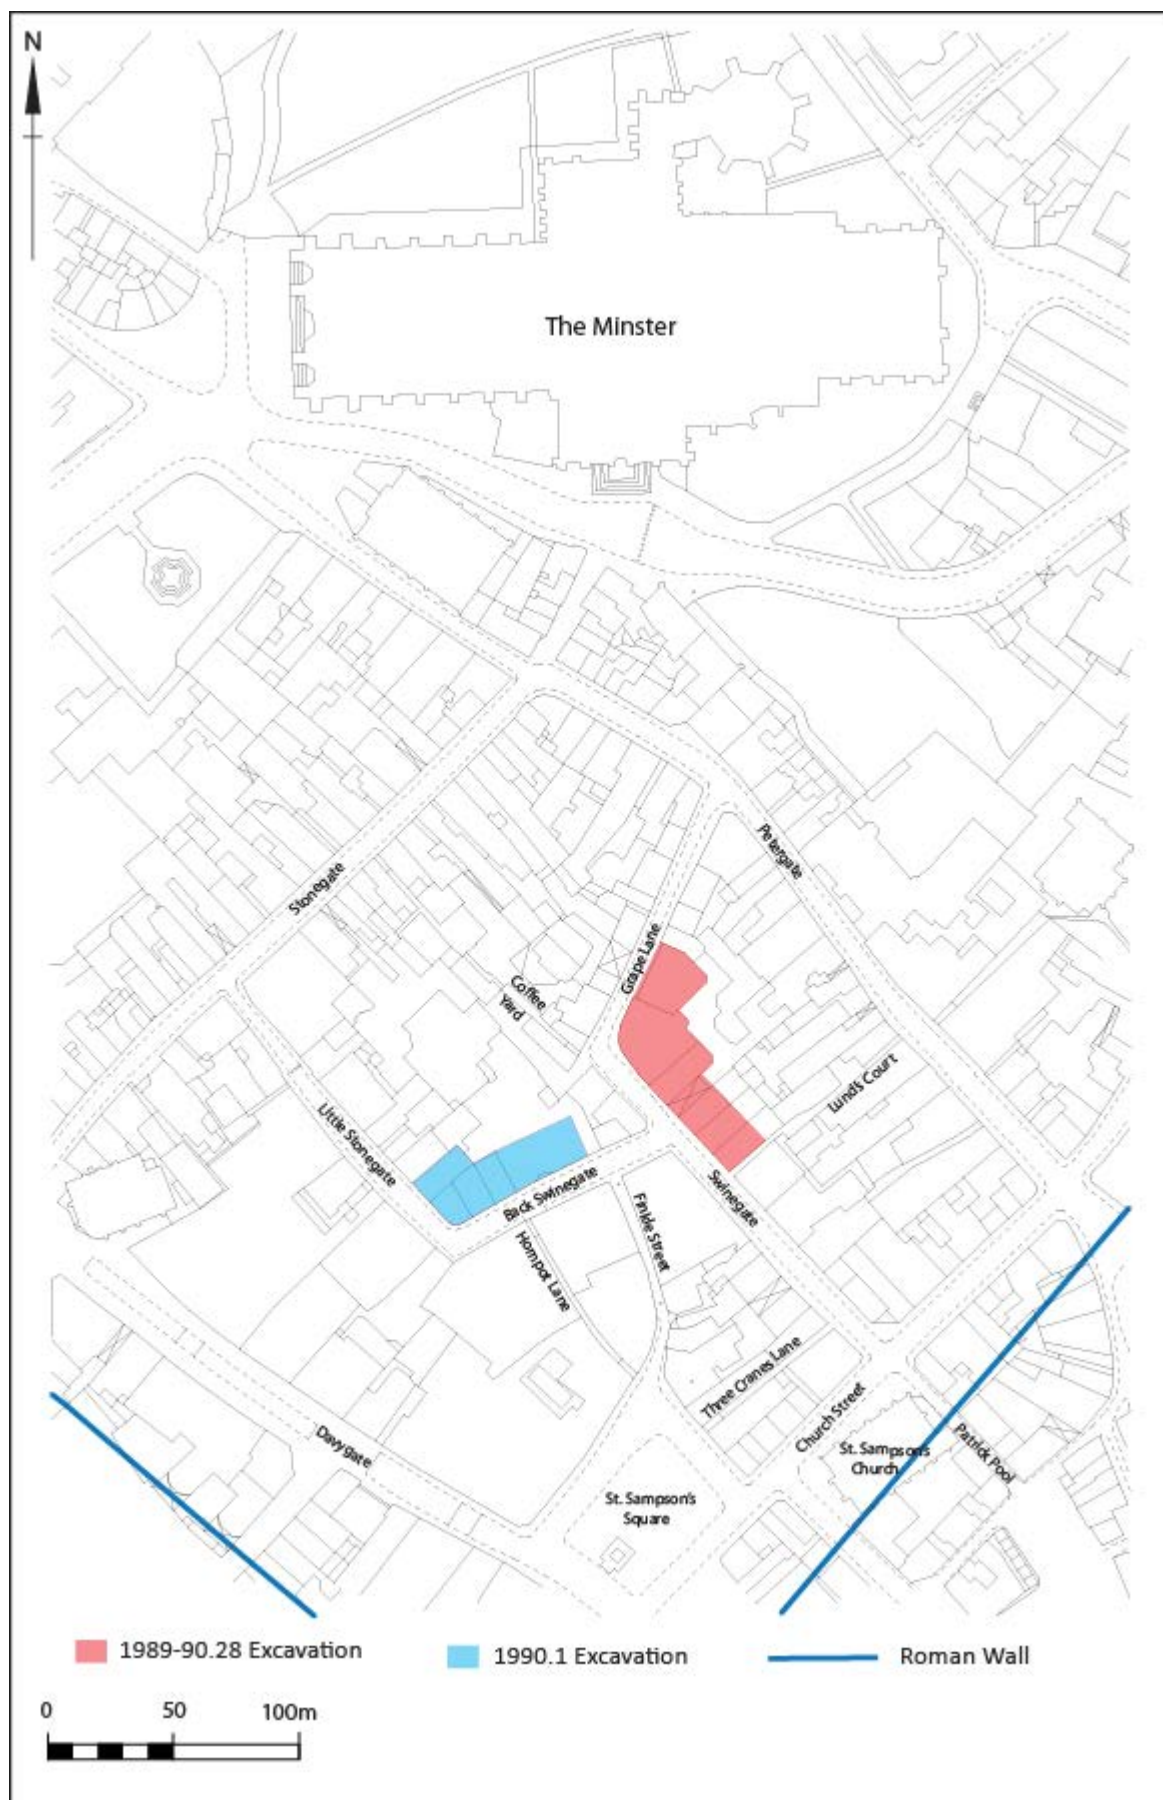 N
The Minster
Petergate
Stonegate
Grape Lane
Coffee
Yard
Lund's Court
Little Stonegate
Back Swinegate
Swinegate
Finkle Street
Hornpot Lane
Three Cranes Lane
Church Street
Davygate
St. Sampson's
Church
Patrick Pool
St. Sampson's
Square
1989-90.28 Excavation
1990.1 Excavation
Roman Wall
0 50 100m